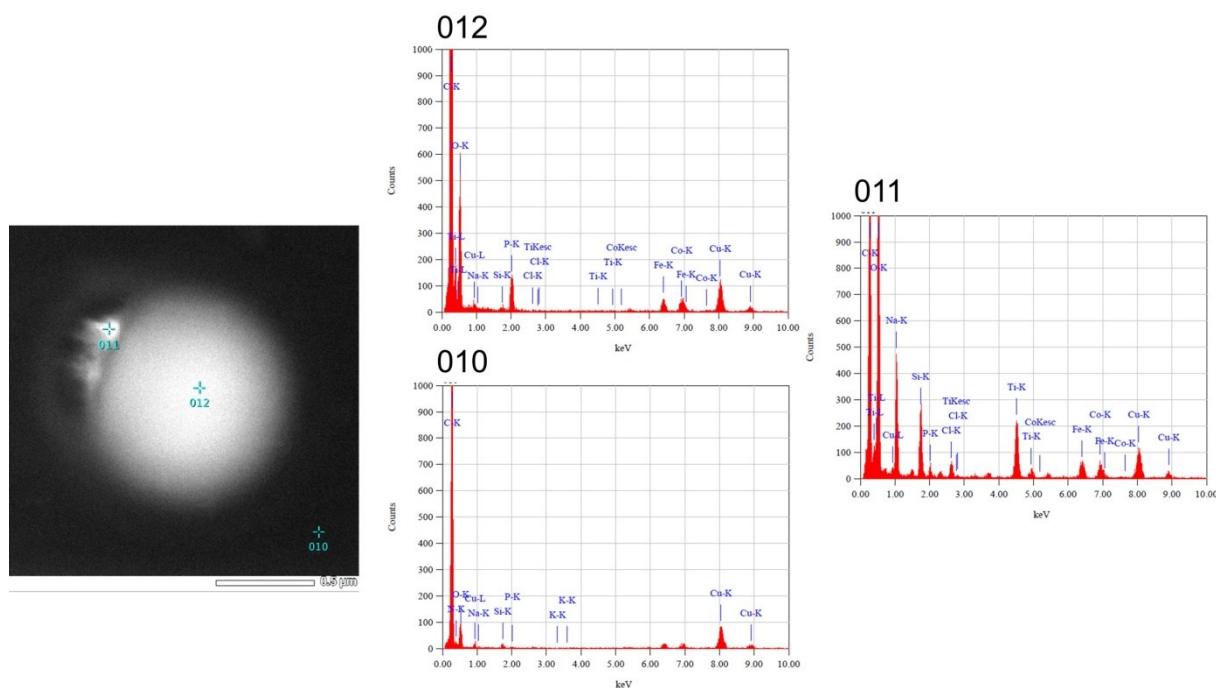 011
012
010
0.5 µm
012
1000
900
800
700
600
500
400
300
200
100
0
Counts
O-K
Cu-L
Na-K
Si-K
P-K
TiKesc
Cl-K
Cl-K
Ti-K
CoKesc
Ti-K
Fe-K
Co-K
Fe-K
Co-K
Cu-K
Cu-K
0.00 1.00 2.00 3.00 4.00 5.00 6.00 7.00 8.00 9.00 10.00
keV
010
1000
900
800
700
600
500
400
300
200
100
0
Counts
O-K
Cu-L
Na-K
Si-K
P-K
K-K
K-K
Cu-K
Cu-K
0.00 1.00 2.00 3.00 4.00 5.00 6.00 7.00 8.00 9.00 10.00
keV
011
1000
900
800
700
600
500
400
300
200
100
0
Counts
O-K
Ti-L
Ti-L
Cu-L
Na-K
Si-K
P-K
TiKesc
Cl-K
Cl-K
Ti-K
CoKesc
Ti-K
Fe-K
Co-K
Fe-K
Co-K
Cu-K
Cu-K
0.00 1.00 2.00 3.00 4.00 5.00 6.00 7.00 8.00 9.00 10.00
keV